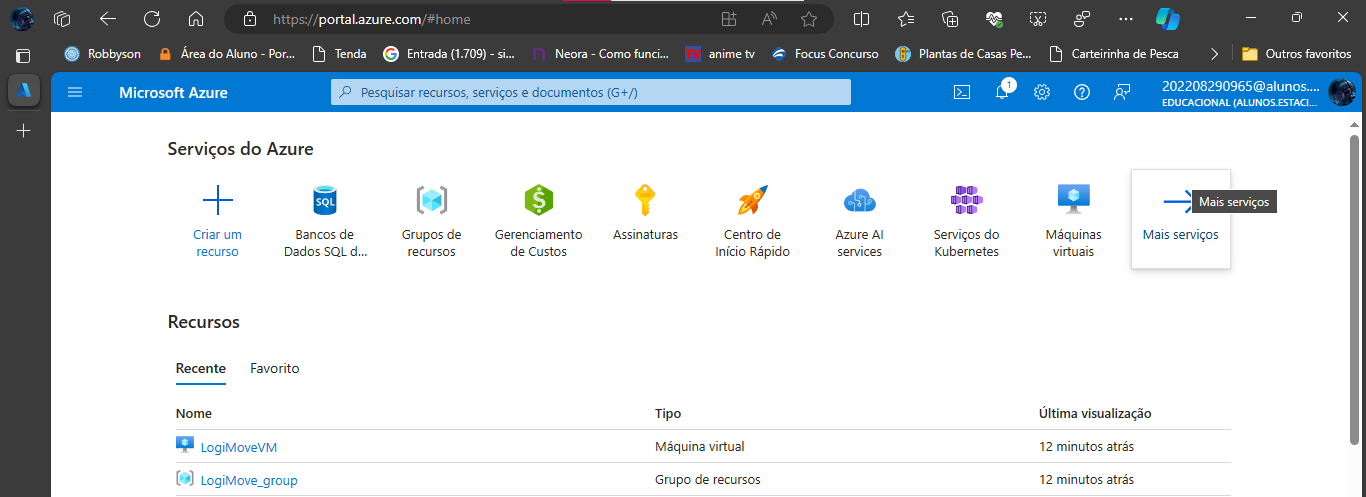 https://portal.azure.com/#home
Robbyson
Área do Aluno - Por...
Tenda
Entrada (1.709) - si...
Neora - Como funci...
anime tv
Focus Concurso
Plantas de Casas Pe...
Carteirinha de Pesca
Outros favoritos
Microsoft Azure
Pesquisar recursos, serviços e documentos (G+/)
1
202208290965@alunos....
EDUCACIONAL (ALUNOS.ESTACI...
Serviços do Azure
SQL
Criar um
recurso
Bancos de
Dados SQL d...
Grupos de
recursos
Gerenciamento
de Custos
Assinaturas
Centro de
Início Rápido
Azure AI
services
Serviços do
Kubernetes
Máquinas
virtuais
Mais serviços
Mais serviços
Recursos
Recente
Favorito
Nome
Tipo
Última visualização
LogiMoveVM
Máquina virtual
12 minutos atrás
LogiMove_group
Grupo de recursos
12 minutos atrás